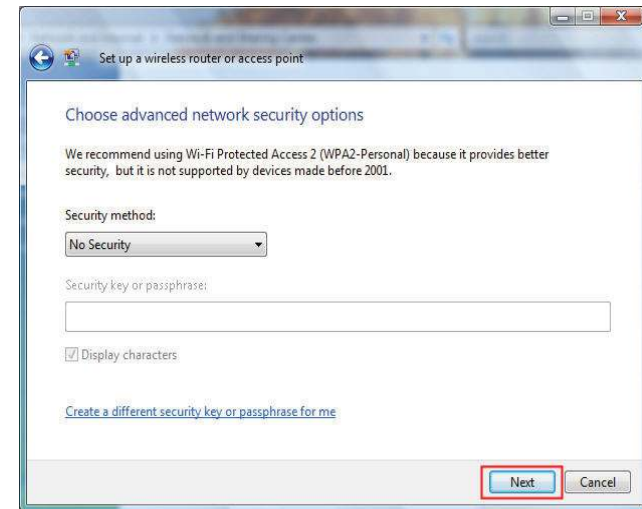 Set up a wireless router or access point
Choose advanced network security options
We recommend using Wi-Fi Protected Access 2 (WPA2-Personal) because it provides better
security, but it is not supported by devices made before 2001.
Security method:
No Security
Security key or passphrase:
Display characters
Create a different security key or passphrase for me
Next Cancel